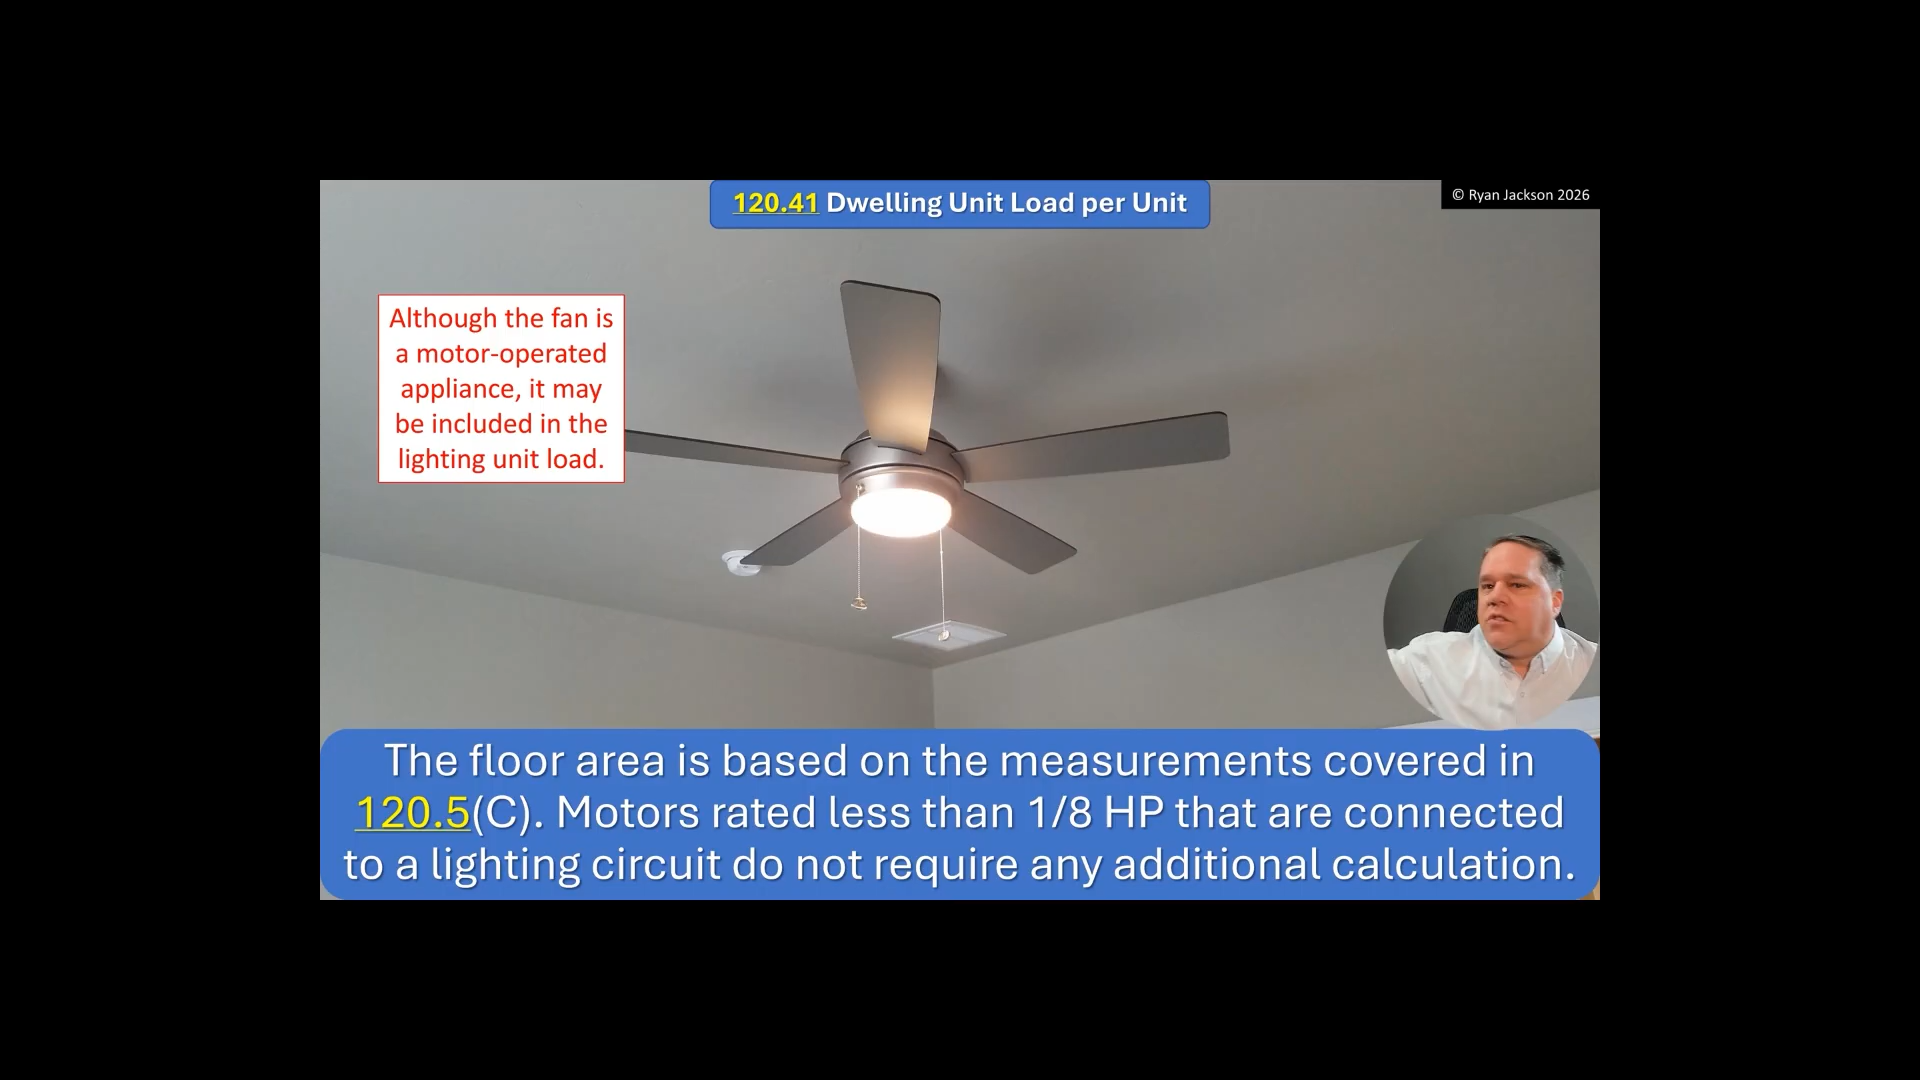 120.41 Dwelling Unit Load per Unit
© Ryan Jackson 2026
Although the fan is
a motor-operated
appliance, it may
be included in the
lighting unit load.
The floor area is based on the measurements covered in
120.5(C). Motors rated less than 1/8 HP that are connected
to a lighting circuit do not require any additional calculation.